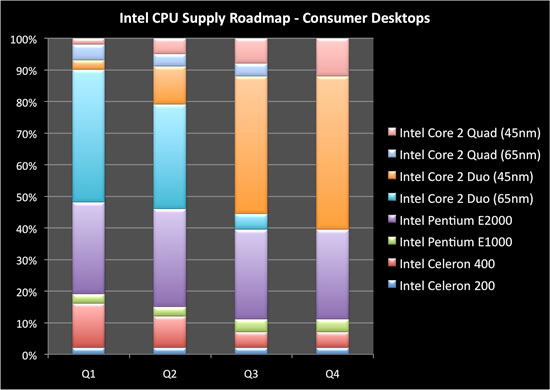 Intel CPU Supply Roadmap - Consumer Desktops
100%
90%
80%
70%
60%
50%
40%
30%
20%
10%
0%
Q1 Q2 Q3 Q4
Intel Core 2 Quad (45nm)
Intel Core 2 Quad (65nm)
Intel Core 2 Duo (45nm)
Intel Core 2 Duo (65nm)
Intel Pentium E2000
Intel Pentium E1000
Intel Celeron 400
Intel Celeron 200